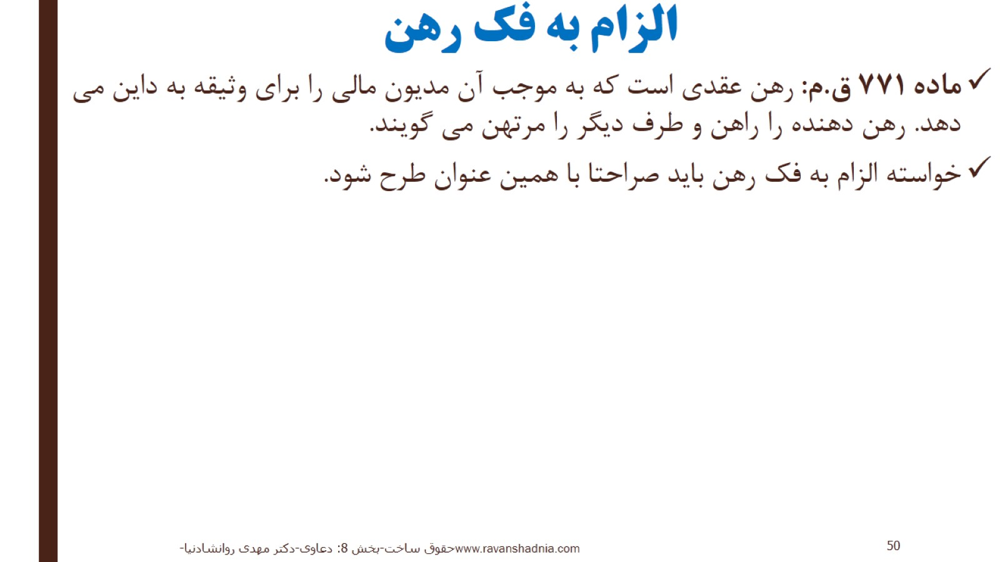 الزام به فک رهن
✓ ماده ۷۷۱ ق.م: رهن عقدی است که به موجب آن مدیون مالی را برای وثیقه به داین می
دهد. رهن دهنده را راهن و طرف دیگر را مرتهن می گویند.
✓ خواسته الزام به فک رهن باید صراحتا با همین عنوان طرح شود.
حقوق ساخت-بخش 8: دعاوی-دکتر مهدی روانشادنیا-www.ravanshadnia.com
50